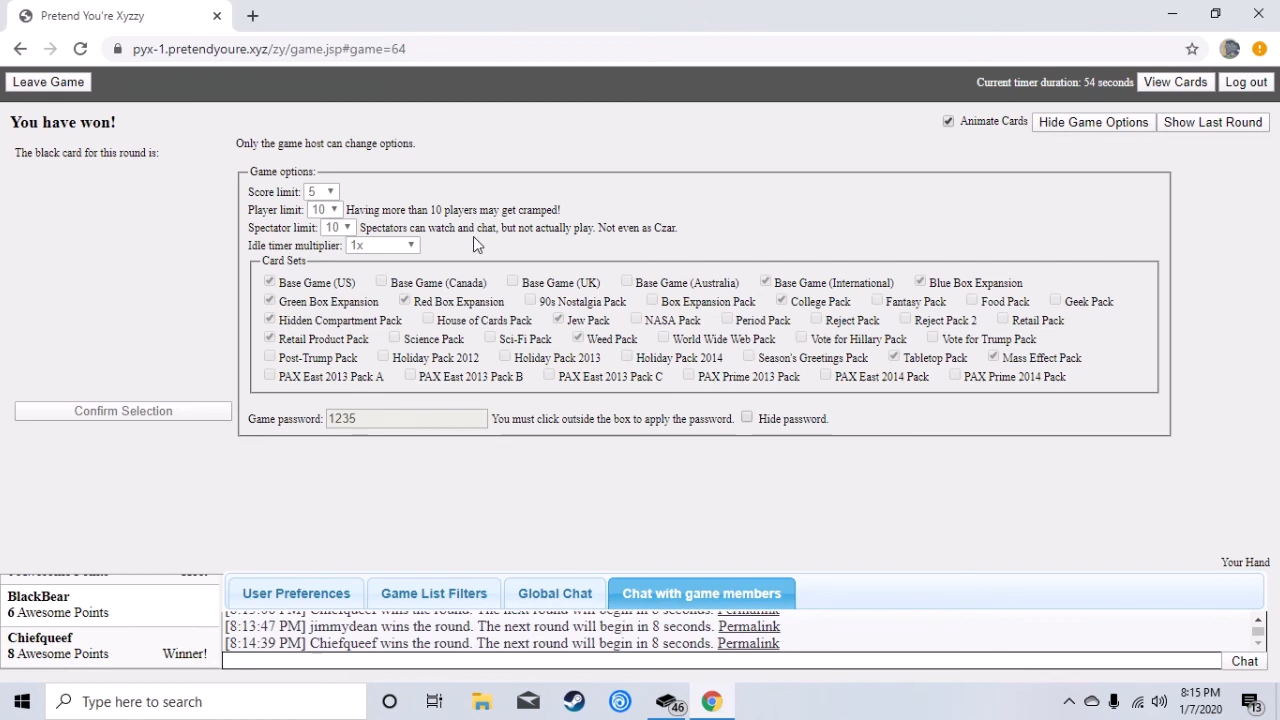 Pretend You're Xyzzy
pyx-1.pretendyoure.xyz/zy/game.jsp#game=64
Leave Game
Current timer duration: 54 seconds
View Cards
Log out
You have won!
Animate Cards
Hide Game Options
Show Last Round
The black card for this round is:
Only the game host can change options.
Game options:
Score limit: 5
Player limit: 10 Having more than 10 players may get cramped!
Spectator limit: 10 Spectators can watch and chat, but not actually play. Not even as Czar.
Idle timer multiplier: 1x
Card Sets
Base Game (US) Base Game (Canada) Base Game (UK) Base Game (Australia) Base Game (International) Blue Box Expansion
Green Box Expansion Red Box Expansion 90s Nostalgia Pack Box Expansion Pack College Pack Fantasy Pack Food Pack Geek Pack
Hidden Compartment Pack House of Cards Pack Jew Pack NASA Pack Period Pack Reject Pack Reject Pack 2 Retail Pack
Retail Product Pack Science Pack Sci-Fi Pack Weed Pack World Wide Web Pack Vote for Hillary Pack Vote for Trump Pack
Post-Trump Pack Holiday Pack 2012 Holiday Pack 2013 Holiday Pack 2014 Season's Greetings Pack Tabletop Pack Mass Effect Pack
PAX East 2013 Pack A PAX East 2013 Pack B PAX East 2013 Pack C PAX Prime 2013 Pack PAX East 2014 Pack PAX Prime 2014 Pack
Confirm Selection
Game password: 1235 You must click outside the box to apply the password. Hide password.
Your Hand
BlackBear
6 Awesome Points
Chiefqueef
8 Awesome Points Winner!
User Preferences
Game List Filters
Global Chat
Chat with game members
[8:13:47 PM] jimmydean wins the round. The next round will begin in 8 seconds. Permalink
[8:14:39 PM] Chiefqueef wins the round. The next round will begin in 8 seconds. Permalink
Chat
Type here to search
46
8:15 PM
1/7/2020
13